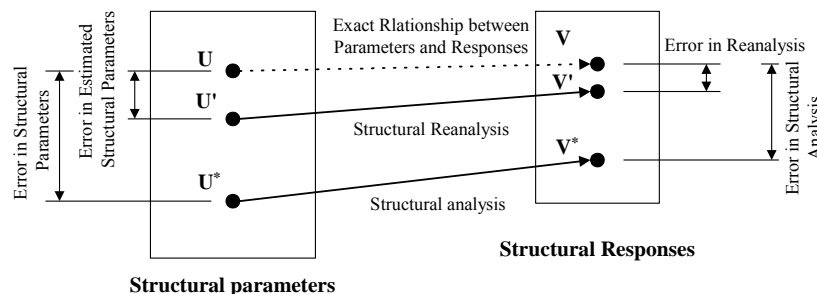 Exact Rlationship between
Parameters and Responses
U
V
Error in Reanalysis
Error in Structural
Parameters
Error in Estimated
Structural Parameters
U'
V'
Structural Reanalysis
Error in Structural
Analysis
V*
U*
Structural analysis
Structural Responses
Structural parameters